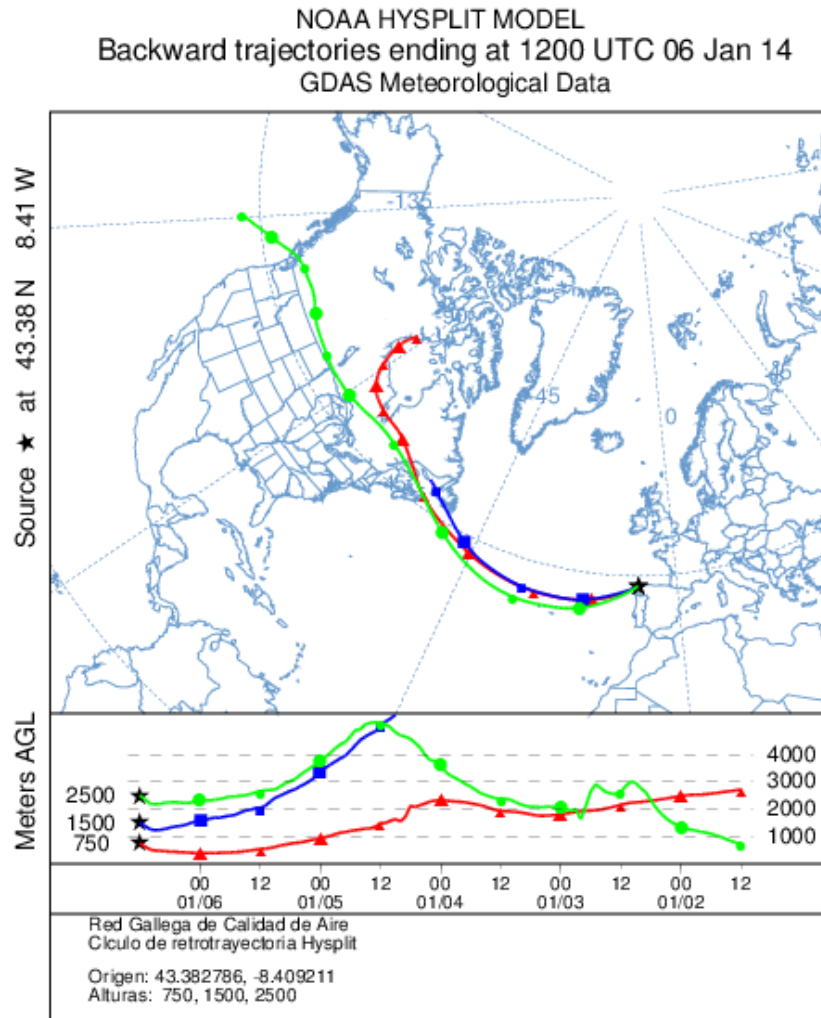 NOAA HYSPLIT MODEL
Backward trajectories ending at 1200 UTC 06 Jan 14
GDAS Meteorological Data
Source ★ at 43.38 N 8.41 W
-135
-45
0
45
Meters AGL
2500
1500
750
4000
3000
2000
1000
00 12 00 12 00 12 00 12 00 12
01/06 01/05 01/04 01/03 01/02
Red Gallega de Calidad de Aire
Clculo de retrotrayectoria Hysplit
Origen: 43.382786, -8.409211
Alturas: 750, 1500, 2500